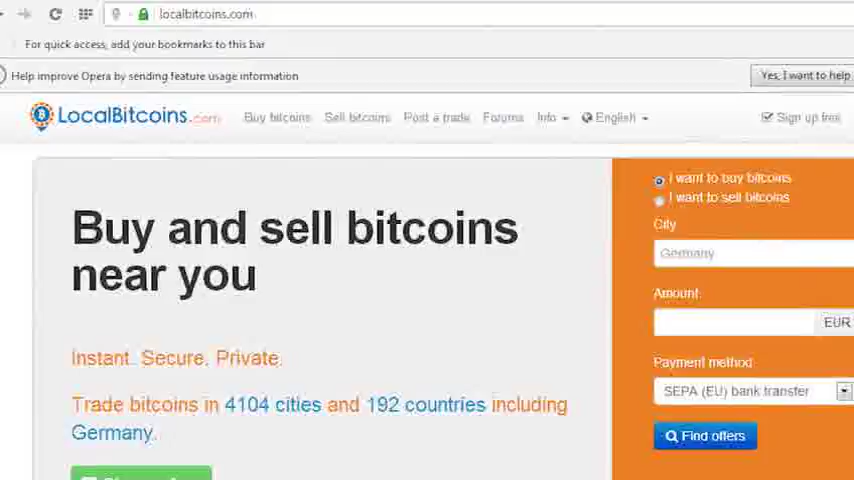 localbitcoins.com
For quick access, add your bookmarks to this bar
Help improve Opera by sending feature usage information
Yes, I want to help
LocalBitcoins.com
Buy bitcoins Sell bitcoins Post a trade Forums Info English Sign up free
Buy and sell bitcoins
near you
Instant. Secure. Private.
Trade bitcoins in 4104 cities and 192 countries including
Germany.
I want to buy bitcoins
I want to sell bitcoins
City
Germany
Amount:
EUR
Payment method:
SEPA (EU) bank transfer
Find offers